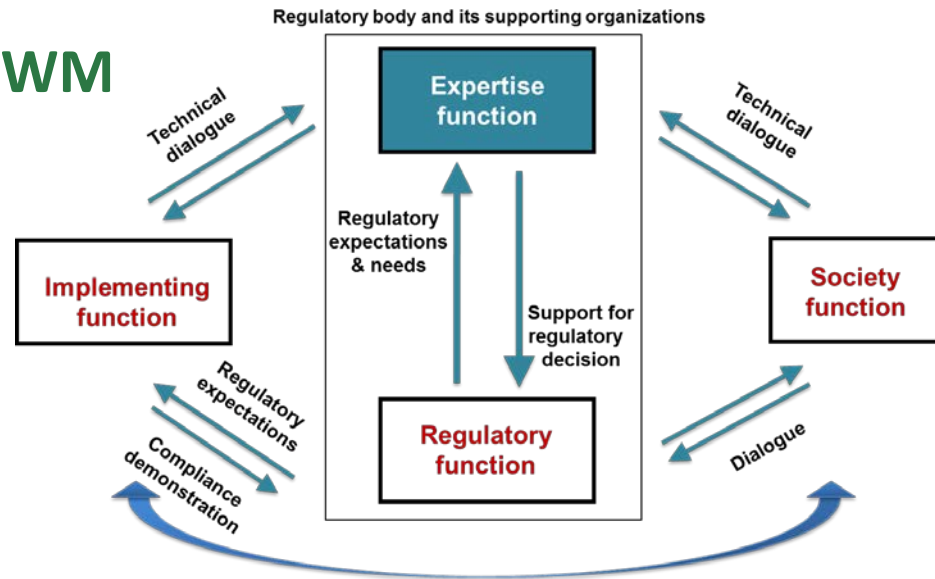 Regulatory body and its supporting organizations
WM
Expertise
function
Technical
dialogue
Technical
dialogue
Regulatory
expectations
& needs
Implementing
function
Society
function
Support for
regulatory
decision
Regulatory
expectations
Regulatory
function
Dialogue
Compliance
demonstration